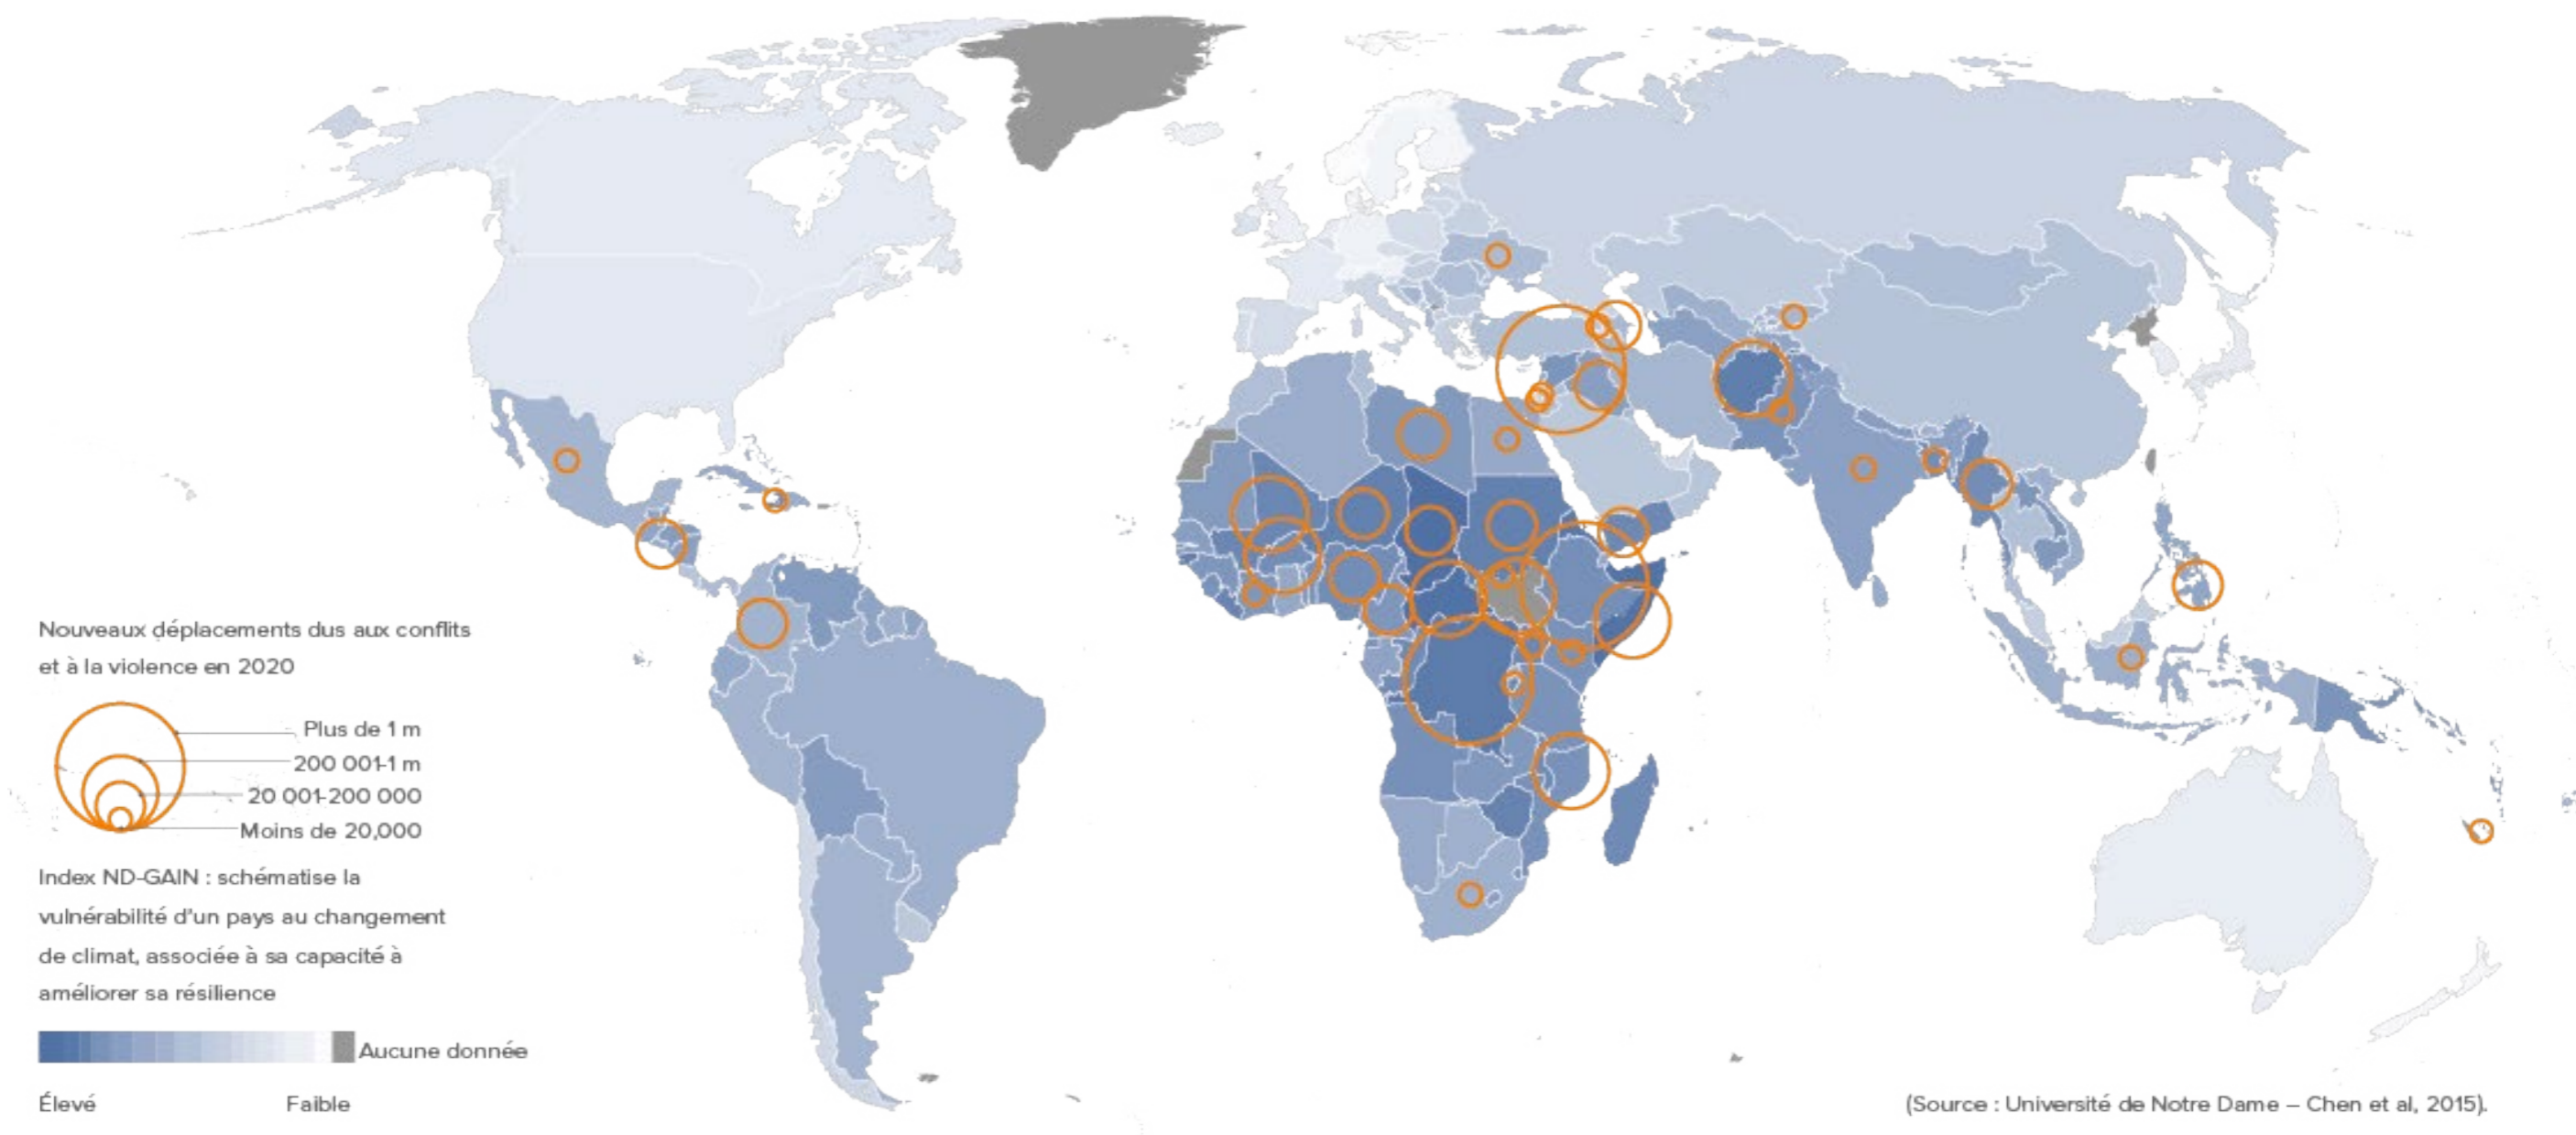 Nouveaux déplacements dus aux conflits
et à la violence en 2020
Plus de 1 m
200 001-1 m
20 001-200 000
Moins de 20,000
Index ND-GAIN : schématise la
vulnérabilité d'un pays au changement
de climat, associée à sa capacité à
améliorer sa résilience
Aucune donnée
Élevé Faible
(Source : Université de Notre Dame – Chen et al, 2015).